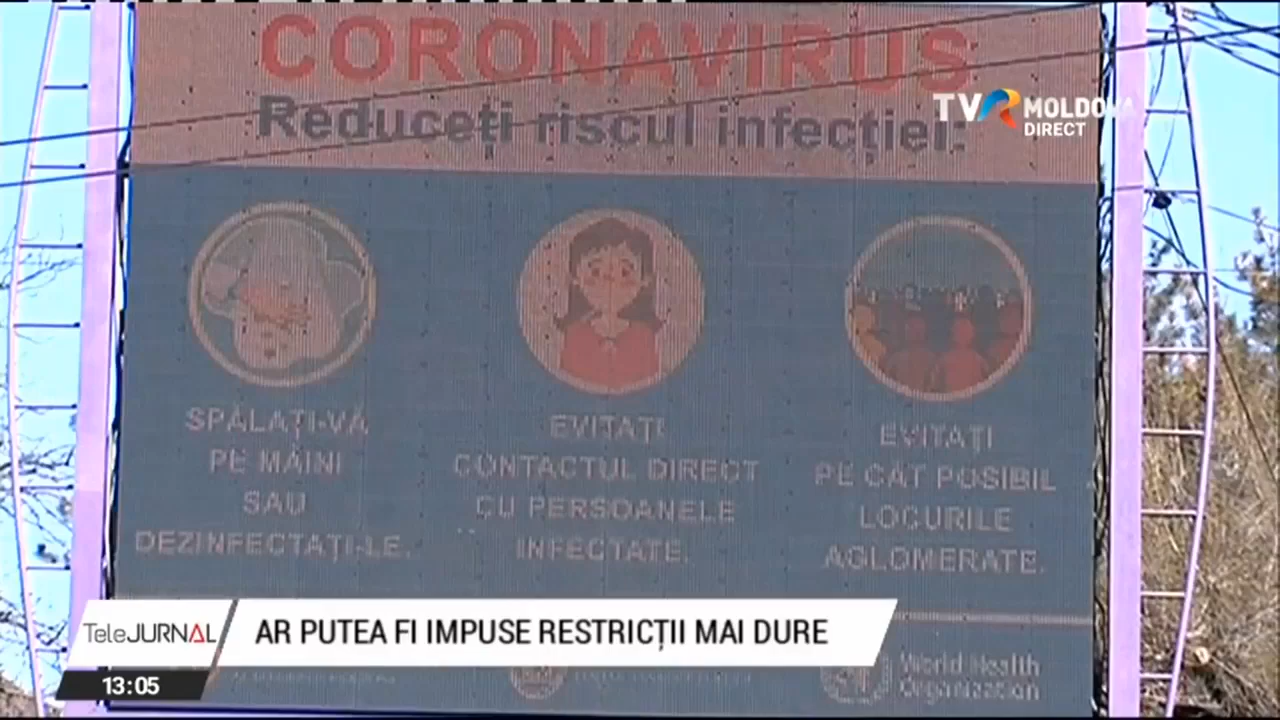 CORONAVIRUS
Reduceți riscul infecției:
TVR MOLDOVA
DIRECT
SPĂLAȚI-VĂ
PE MÂINI
SAU
DEZINFECTAȚI-LE.
EVITAȚI
CONTACTUL DIRECT
CU PERSOANELE
INFECTATE.
EVITAȚI
PE CÂT POSIBIL
LOCURILE
AGLOMERATE.
TeleJURNAL
AR PUTEA FI IMPUSE RESTRICȚII MAI DURE
13:05
World Health
Organization